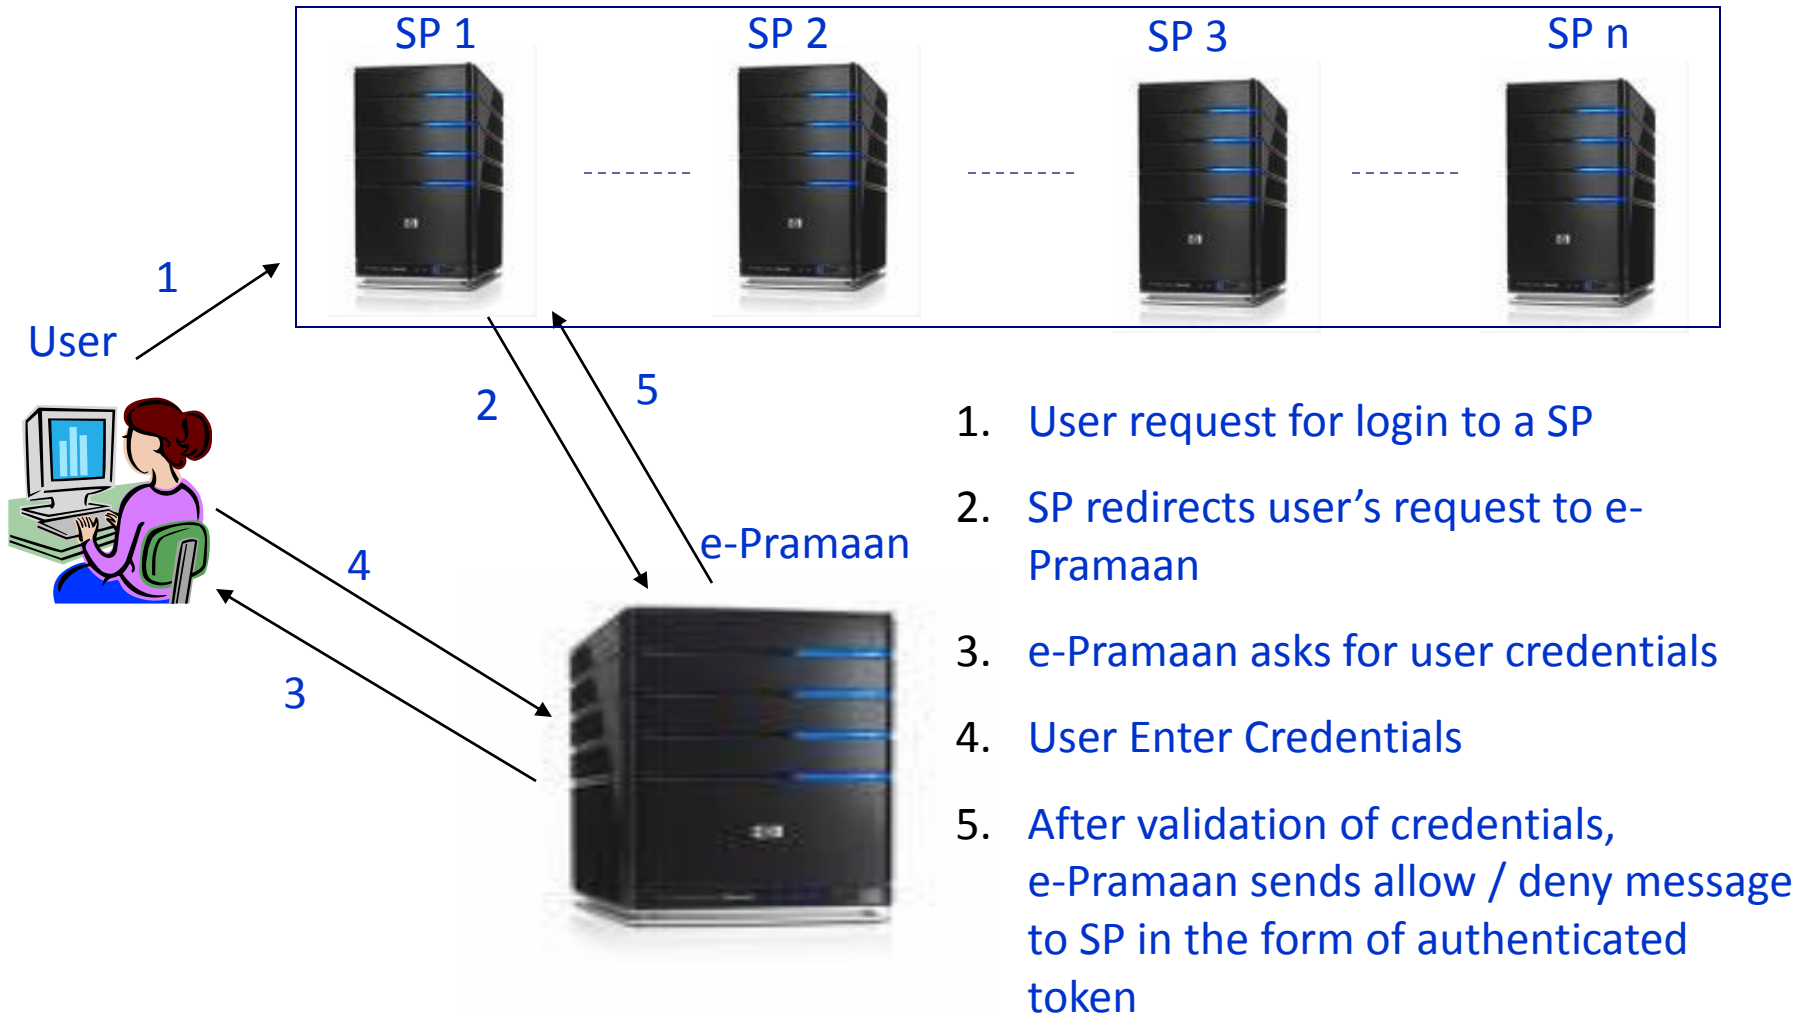 SP 1
SP 2
SP 3
SP n
1
User
2
5
4
3
e-Pramaan
1. User request for login to a SP
2. SP redirects user’s request to e-
Pramaan
3. e-Pramaan asks for user credentials
4. User Enter Credentials
5. After validation of credentials,
e-Pramaan sends allow / deny message
to SP in the form of authenticated
token